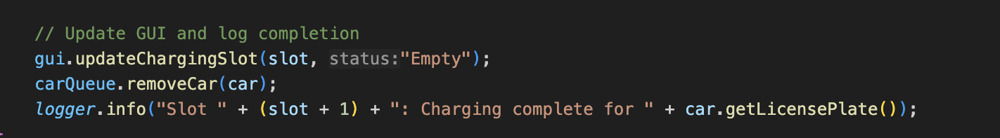 // Update GUI and log completion
gui.updateChargingSlot(slot, status:"Empty");
carQueue.removeCar(car);
logger.info("Slot " + (slot + 1) + ": Charging complete for " + car.getLicensePlate());